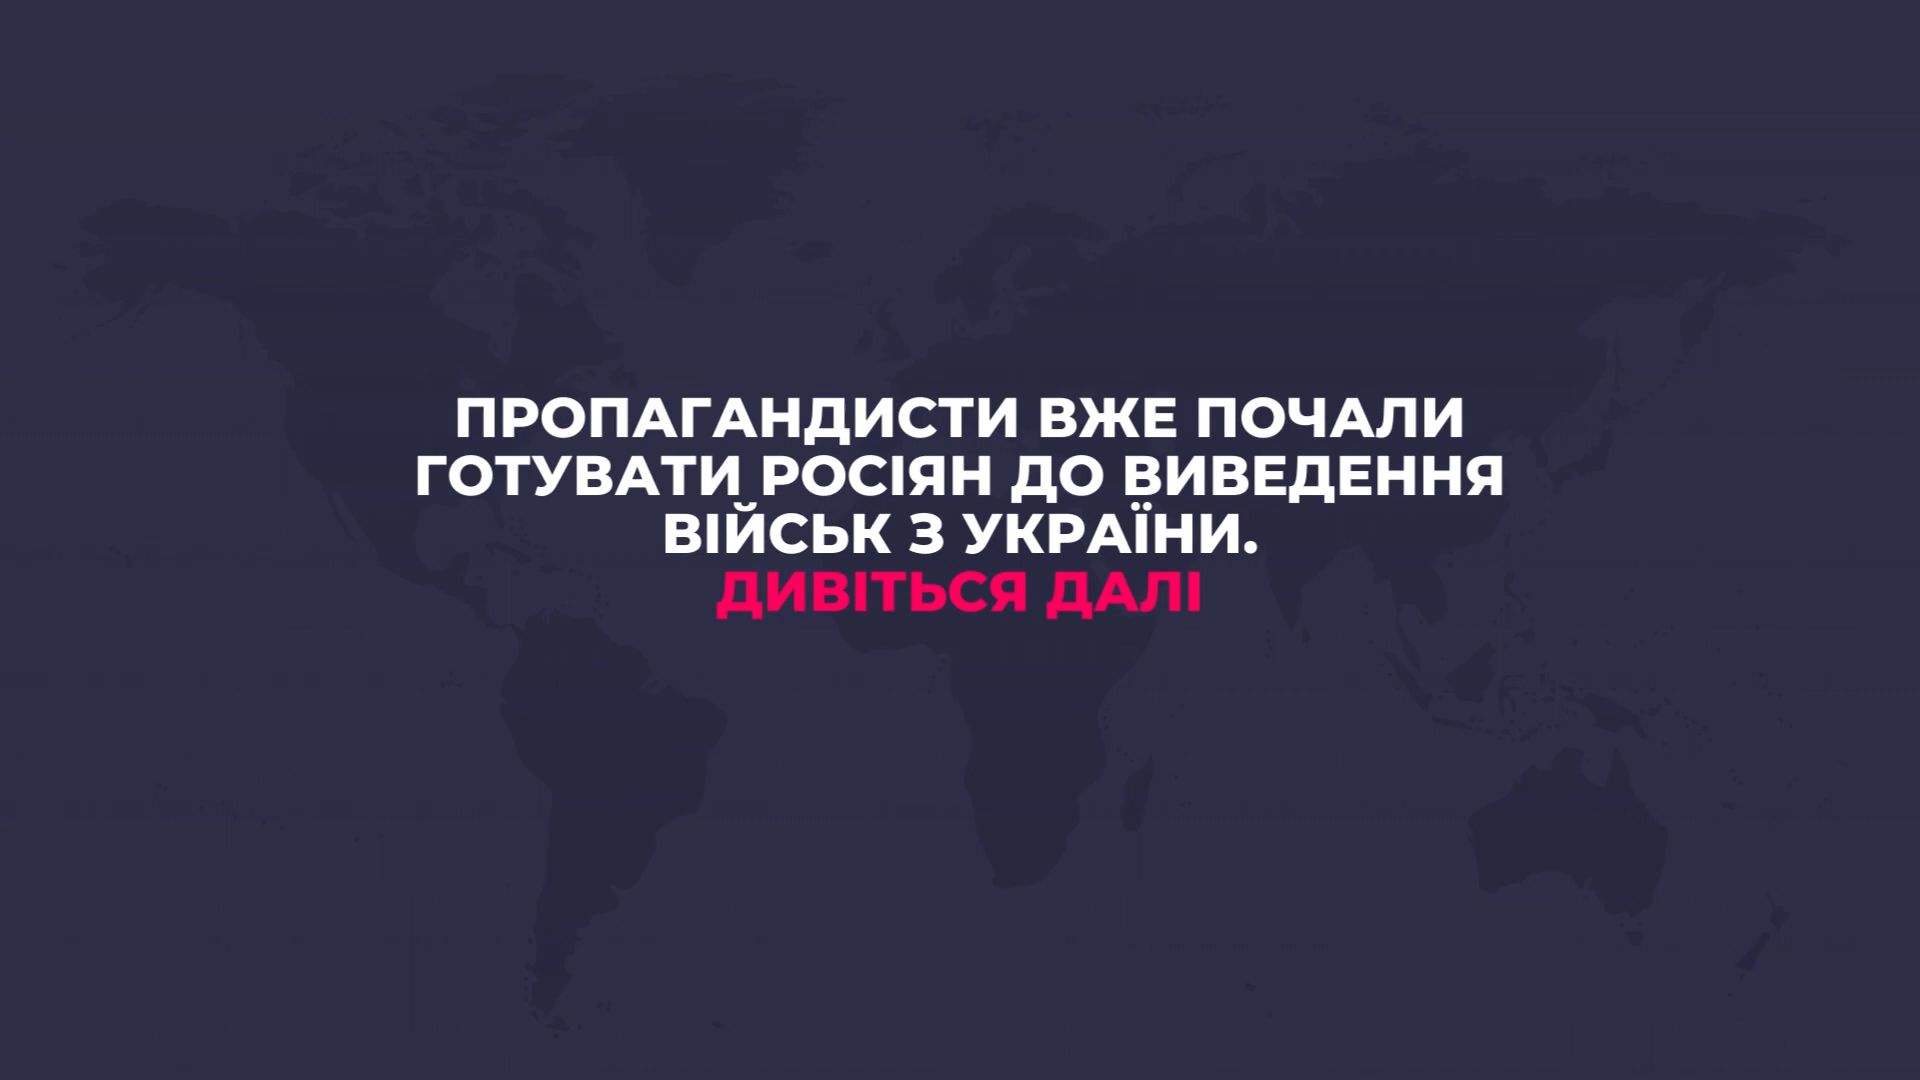 ПРОПАГАНДИСТИ ВЖЕ ПОЧАЛИ
ГОТУВАТИ РОСІЯН ДО ВИВЕДЕННЯ
ВІЙСЬК З УКРАЇНИ.
ДИВІТЬСЯ ДАЛІ